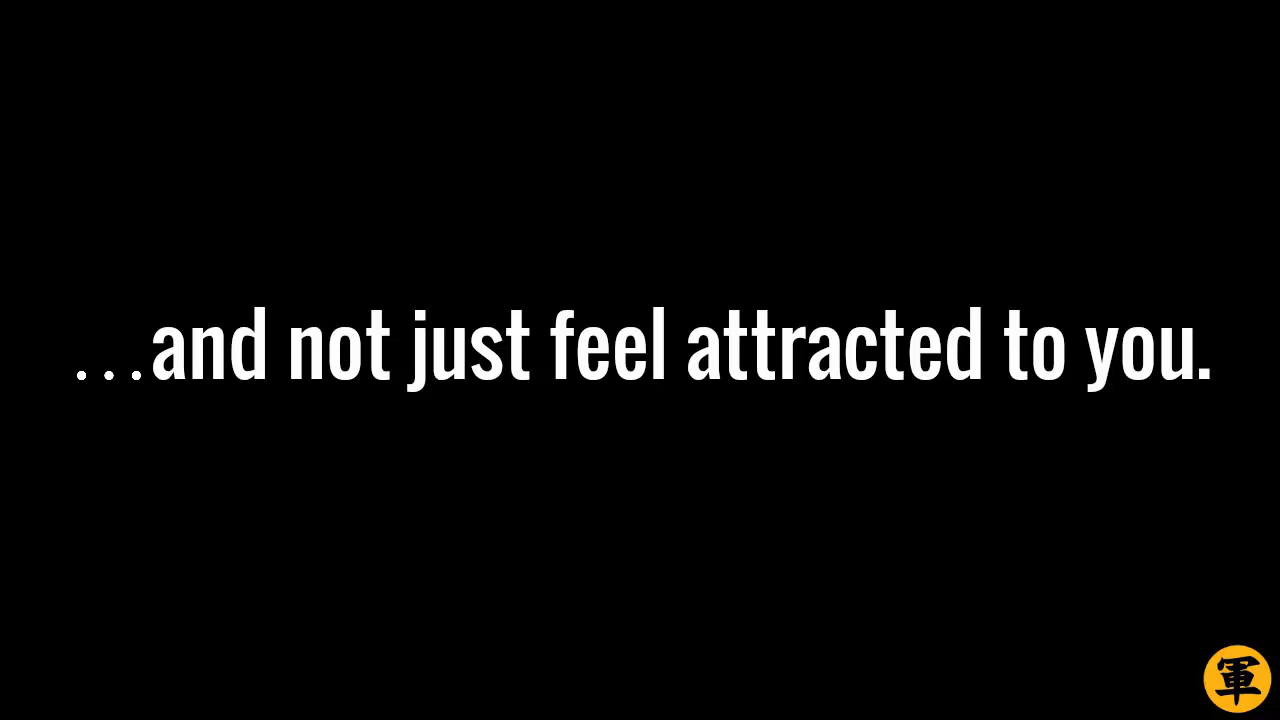 ...and not just feel attracted to you.
軍